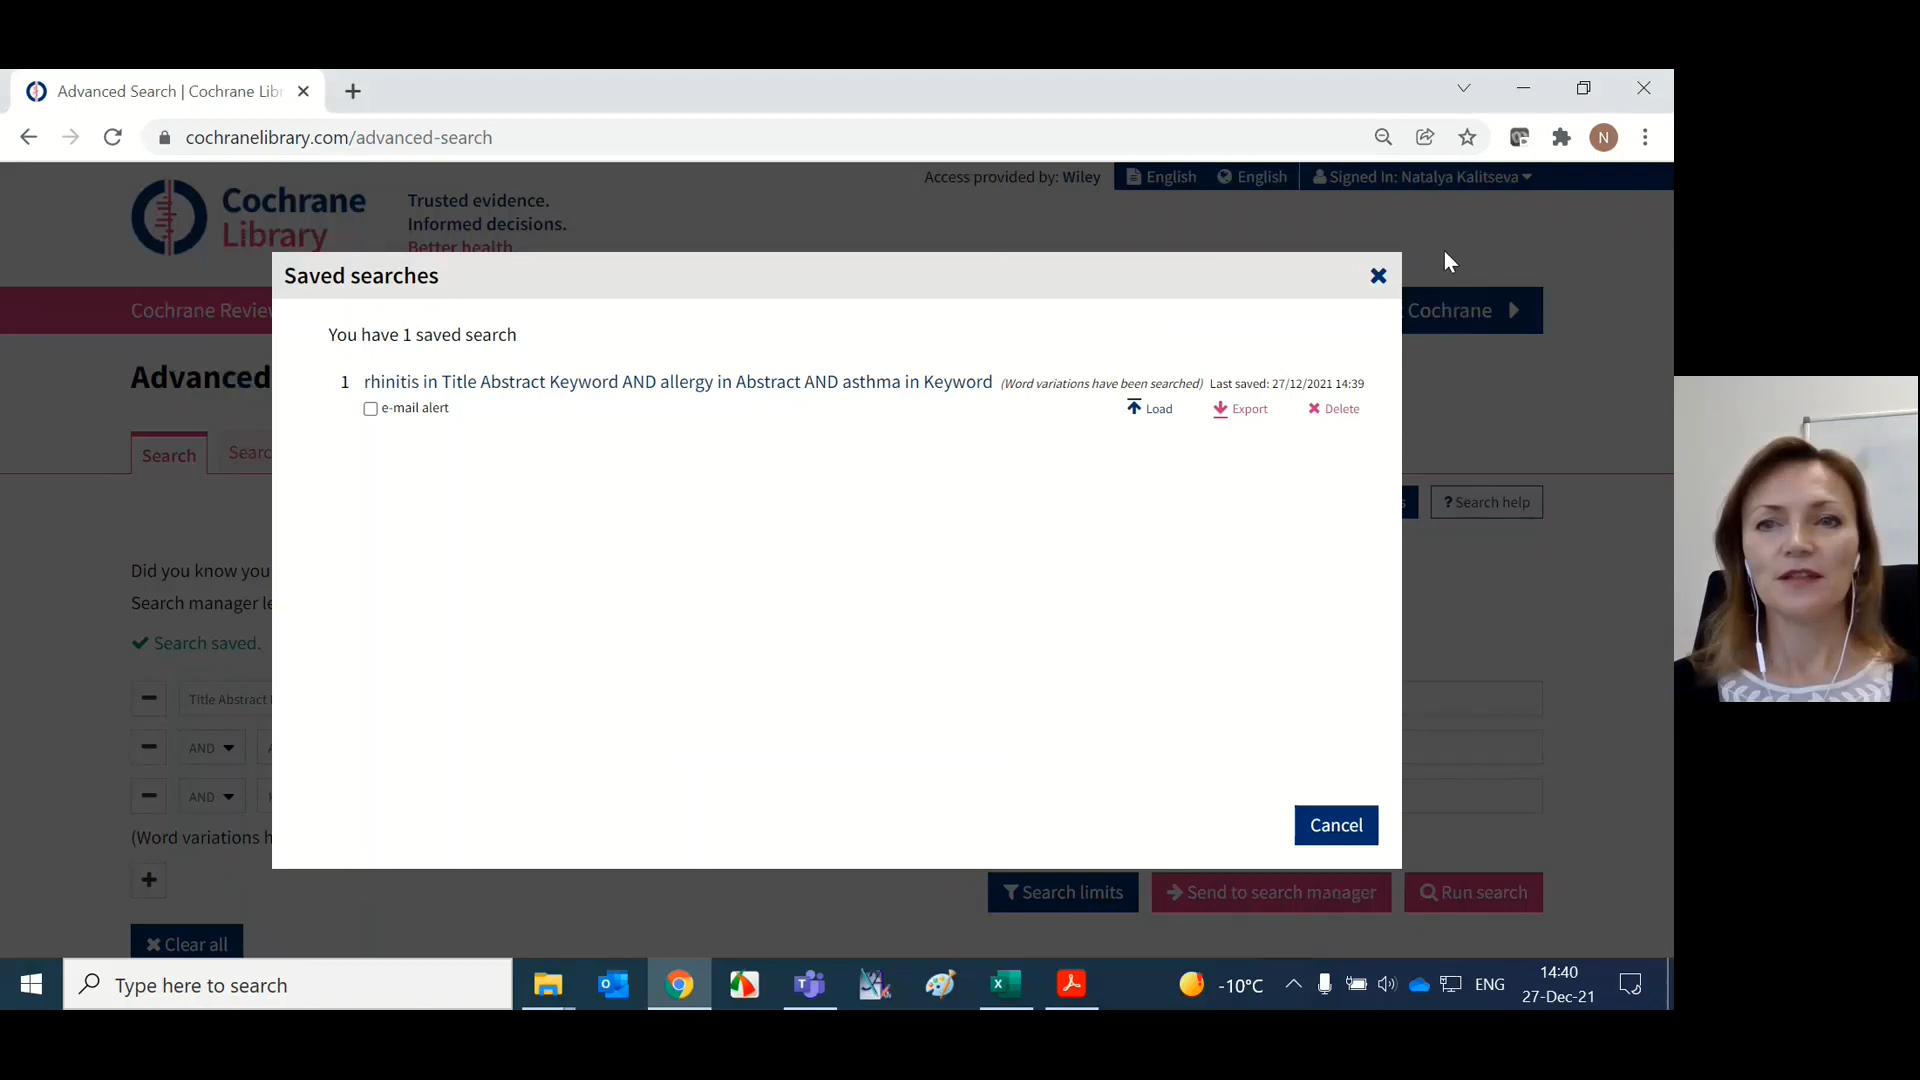 Advanced Search | Cochrane Libr
cochranelibrary.com/advanced-search
N
Access provided by: Wiley
English
English
Signed In: Natalya Kalitseva
Cochrane
Library
Trusted evidence.
Informed decisions.
Better health.
Saved searches
Cochrane Review
Cochrane
You have 1 saved search
Advanced
1 rhinitis in Title Abstract Keyword AND allergy in Abstract AND asthma in Keyword (Word variations have been searched) Last saved: 27/12/2021 14:39
e-mail alert
Load
Export
Delete
Search
Searc
? Search help
Did you know you
Search manager le
Search saved.
Title Abstract
AND
AND
(Word variations h
Cancel
Search limits
Send to search manager
Run search
Clear all
Type here to search
-10°C
ENG
14:40
27-Dec-21